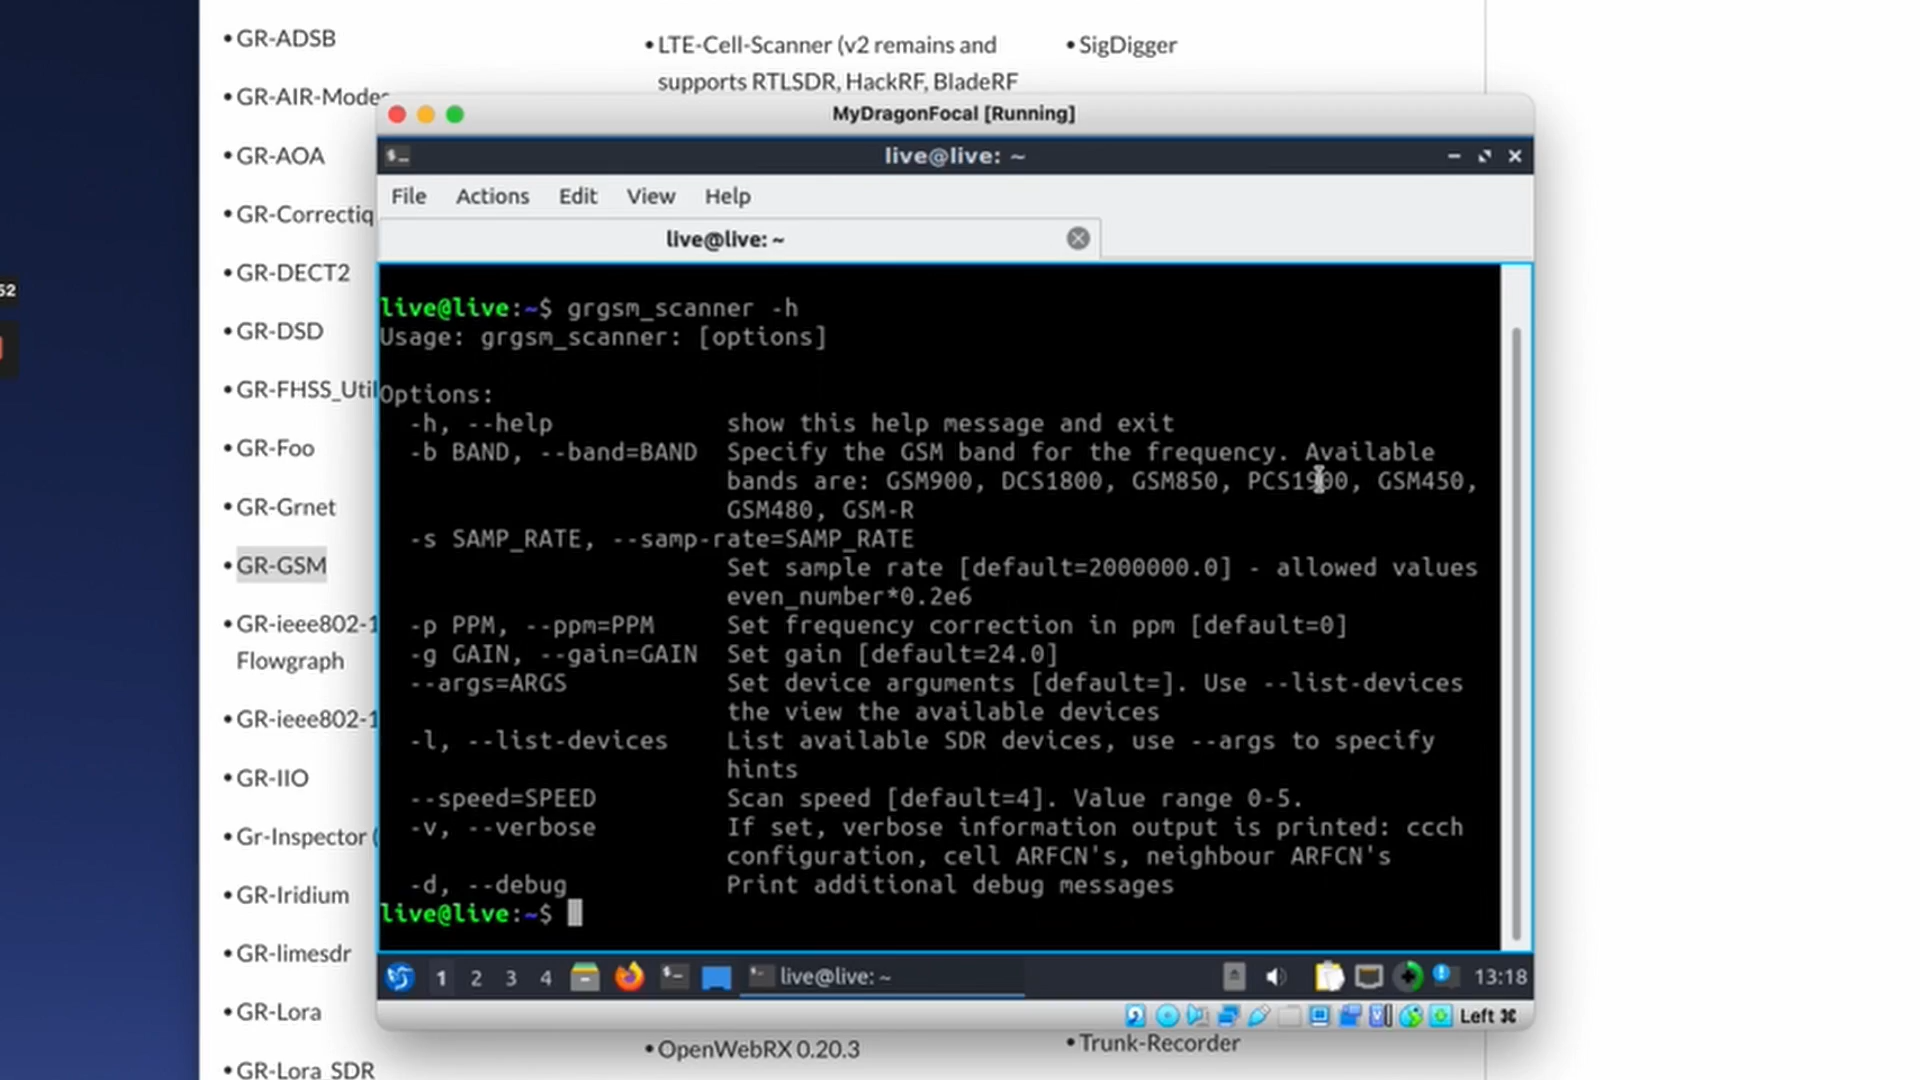 • GR-ADSB
• GR-AIR-Modes
• GR-AOA
• GR-Correctiq
• GR-DECT2
• GR-DSD
• GR-FHSS_Util
• GR-Foo
• GR-Grnet
• GR-GSM
• GR-ieee802-1
Flowgraph
• GR-ieee802-1
• GR-IIO
• Gr-Inspector (
• GR-Iridium
• GR-limesdr
• GR-Lora
GR-Lora SDR
• LTE-Cell-Scanner (v2 remains and
supports RTLSDR, HackRF, BladeRF
• SigDigger
52
MyDragonFocal [Running]
live@live: ~
File Actions Edit View Help
live@live: ~
live@live:~$ grgsm_scanner -h
Usage: grgsm_scanner: [options]
Options:
-h, --help show this help message and exit
-b BAND, --band=BAND Specify the GSM band for the frequency. Available
bands are: GSM900, DCS1800, GSM850, PCS1900, GSM450,
GSM480, GSM-R
-s SAMP_RATE, --samp-rate=SAMP_RATE
Set sample rate [default=2000000.0] - allowed values
even_number*0.2e6
-p PPM, --ppm=PPM Set frequency correction in ppm [default=0]
-g GAIN, --gain=GAIN Set gain [default=24.0]
--args=ARGS Set device arguments [default=]. Use --list-devices
the view the available devices
-l, --list-devices List available SDR devices, use --args to specify
hints
--speed=SPEED Scan speed [default=4]. Value range 0-5.
-v, --verbose If set, verbose information output is printed: ccch
configuration, cell ARFCN's, neighbour ARFCN's
-d, --debug Print additional debug messages
live@live:~$
1 2 3 4 live@live: ~ 13:18
Left ⌘
• OpenWebRX 0.20.3
• Trunk-Recorder